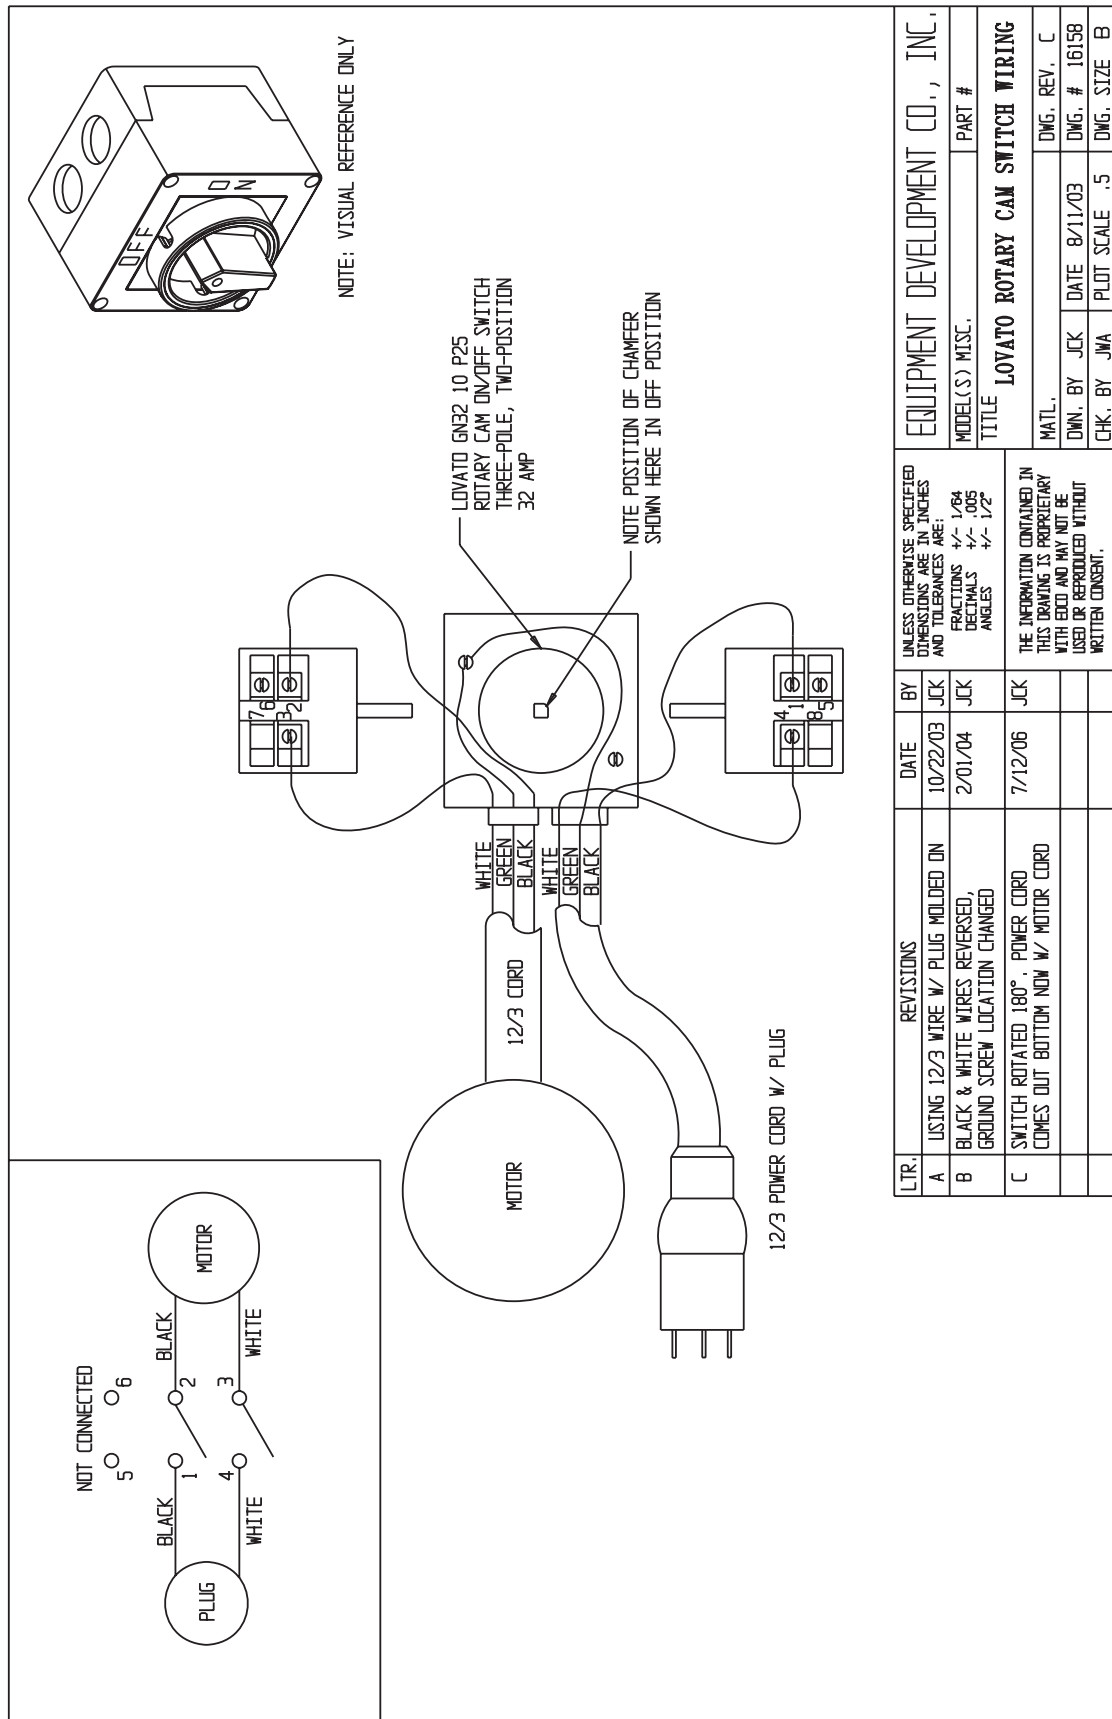 NOT CONNECTED
5
6
PLUG
BLACK
1
2
BLACK
WHITE
4
3
WHITE
MOTOR
OFF
ON
NOTE: VISUAL REFERENCE ONLY
7
6
3
2
LOVATO GN32 10 P25
ROTARY CAM ON/OFF SWITCH
THREE-POLE, TWO-POSITION
32 AMP
NOTE POSITION OF CHAMFER
SHOWN HERE IN OFF POSITION
4
1
8
5
WHITE
GREEN
BLACK
WHITE
GREEN
BLACK
12/3 CORD
MOTOR
12/3 POWER CORD W/ PLUG
LTR. REVISIONS DATE BY
A USING 12/3 WIRE W/ PLUG MOLDED ON 10/22/03 JCK
B BLACK & WHITE WIRES REVERSED, 2/01/04 JCK
GROUND SCREW LOCATION CHANGED
C SWITCH ROTATED 180°. POWER CORD 7/12/06 JCK
COMES OUT BOTTOM NOW W/ MOTOR CORD
UNLESS OTHERWISE SPECIFIED
DIMENSIONS ARE IN INCHES
AND TOLERANCES ARE:
FRACTIONS +/- 1/64
DECIMALS +/- .005
ANGLES +/- 1/2°
THE INFORMATION CONTAINED IN
THIS DRAWING IS PROPRIETARY
WITH EDCO AND MAY NOT BE
USED OR REPRODUCED WITHOUT
WRITTEN CONSENT.
EQUIPMENT DEVELOPMENT CO., INC.
MODEL(S) MISC. PART #
TITLE
LOVATO ROTARY CAM SWITCH WIRING
MATL. DWG. REV. C
DWN. BY JCK DATE 8/11/03 DWG. # 16158
CHK. BY JWA PLOT SCALE .5 DWG. SIZE B